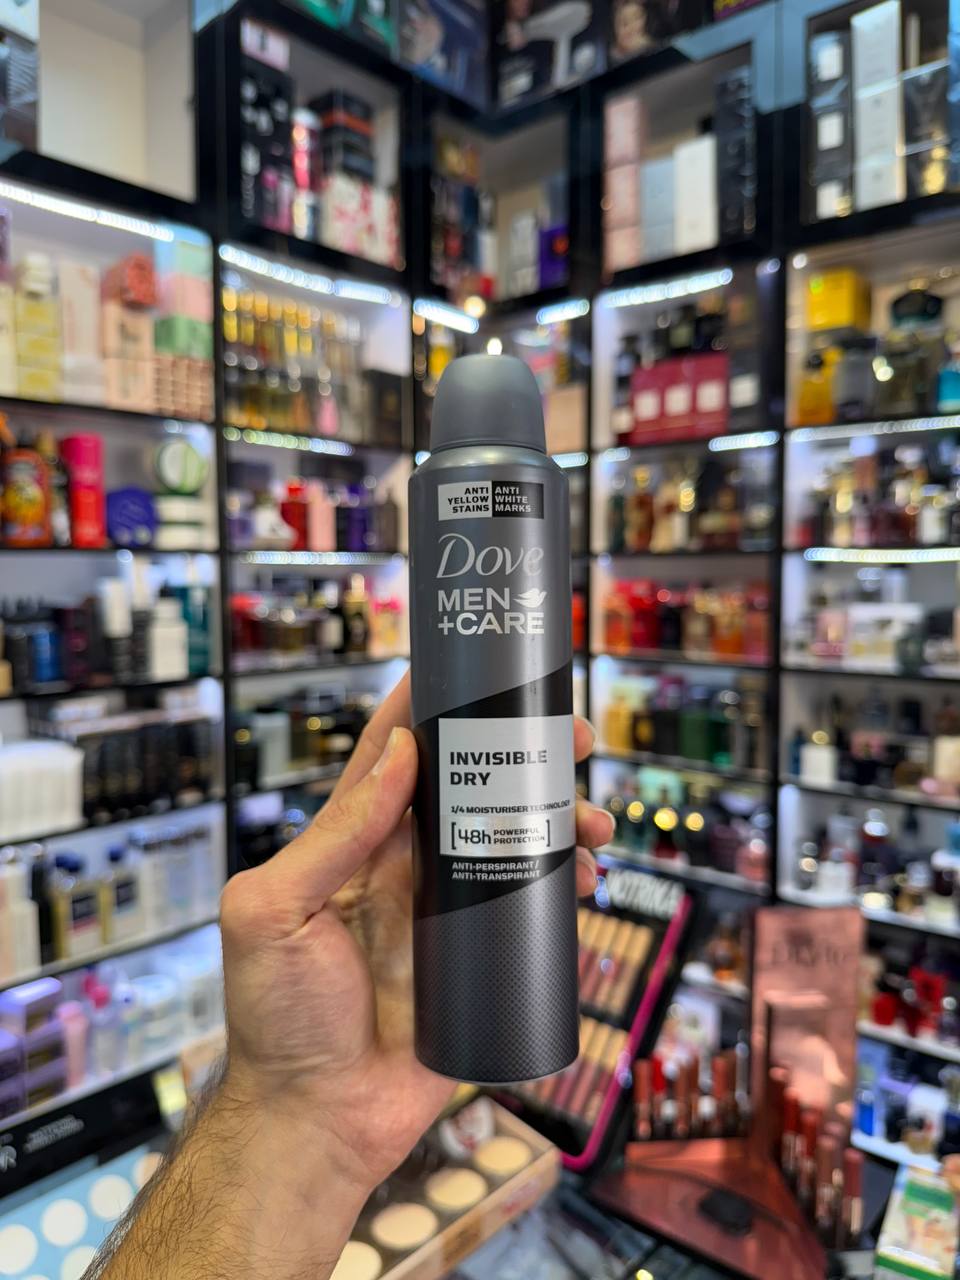 ANTI
YELLOW
STAINS
ANTI
WHITE
MARKS
Dove
MEN
+CARE
INVISIBLE
DRY
1/4 MOISTURISER TECHNOLOGY
[48h POWERFUL
PROTECTION]
ANTI-PERSPIRANT/
ANTI-TRANSPIRANT